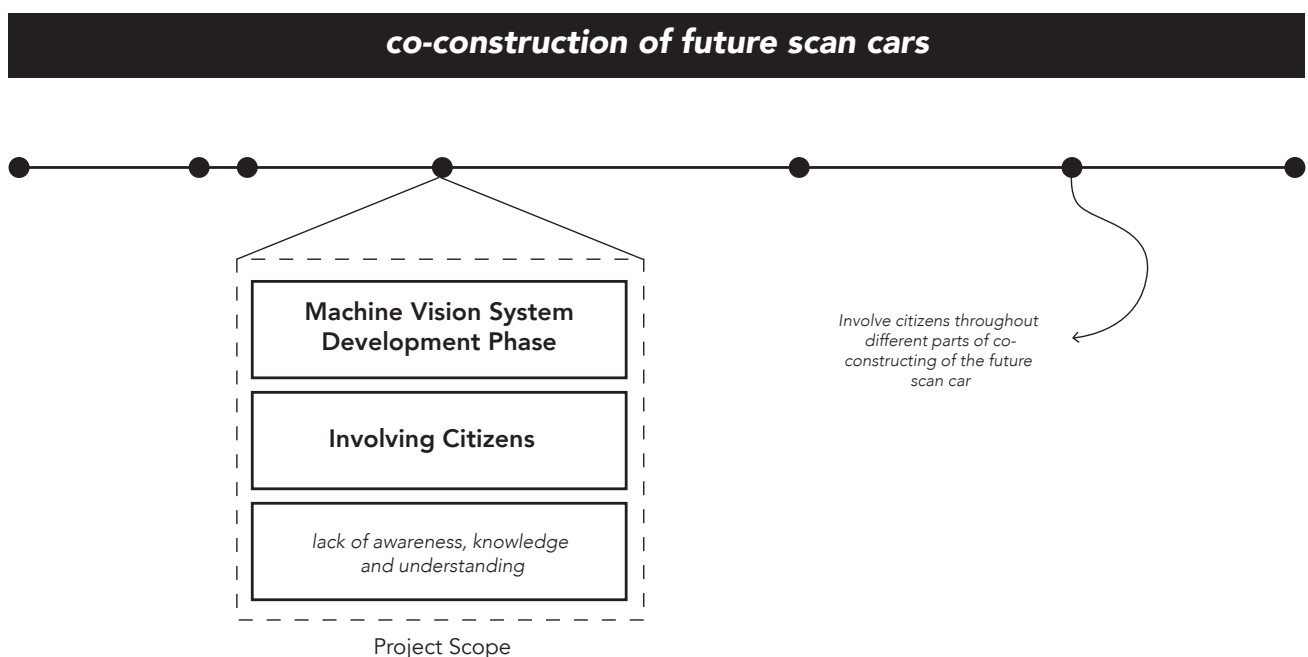 co-construction of future scan cars
Machine Vision System
Development Phase
Involving Citizens
lack of awareness, knowledge
and understanding
Project Scope
Involve citizens throughout
different parts of co-
constructing of the future
scan car